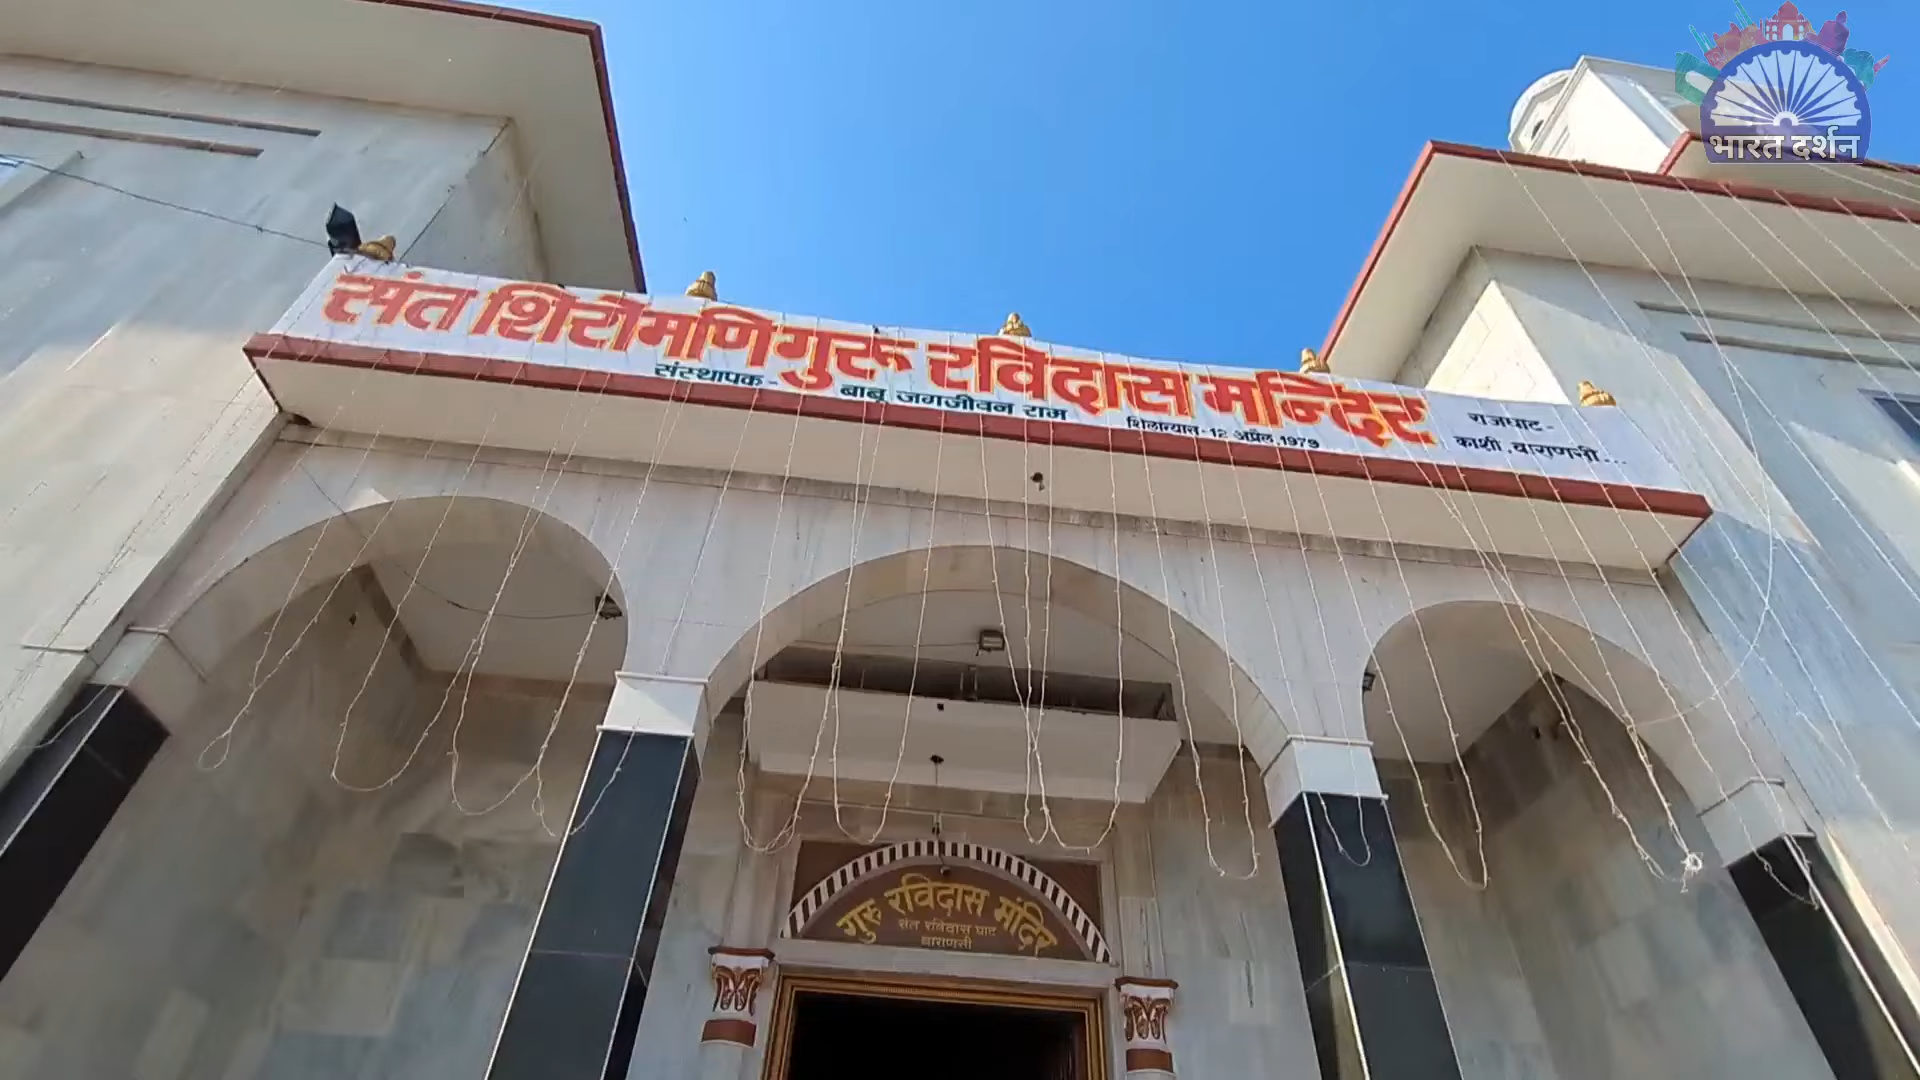 भारत दर्शन
संत शिरोमणि गुरु रविदास मन्दिर
संस्थापक - बाबू जगजीवन राम
शिलान्यास - 12 अप्रैल, 1979
राजघाट -
काशी, वाराणसी ...
गुरु रविदास मंदिर
संत रविदास घाट
वाराणसी